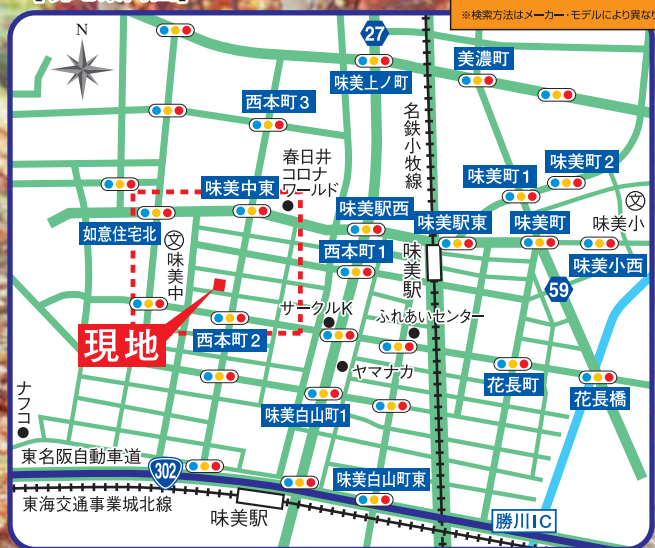 ※検索方法はメーカー・モデルにより異なり
N
27
美濃町
味美上ノ町
西本町3
名鉄小牧線
春日井
コロナ
ワールド
味美町2
味美町1
文
味美小
味美中東
味美駅西
味美駅東
味美町
如意住宅北
文
味美中
西本町1
味美駅
味美小西
59
サークルK
ふれあいセンター
現地
西本町2
ヤマナカ
ナフコ
花長町
花長橋
味美白山町1
東名阪自動車道
302
味美白山町東
東海交通事業城北線
味美駅
勝川IC